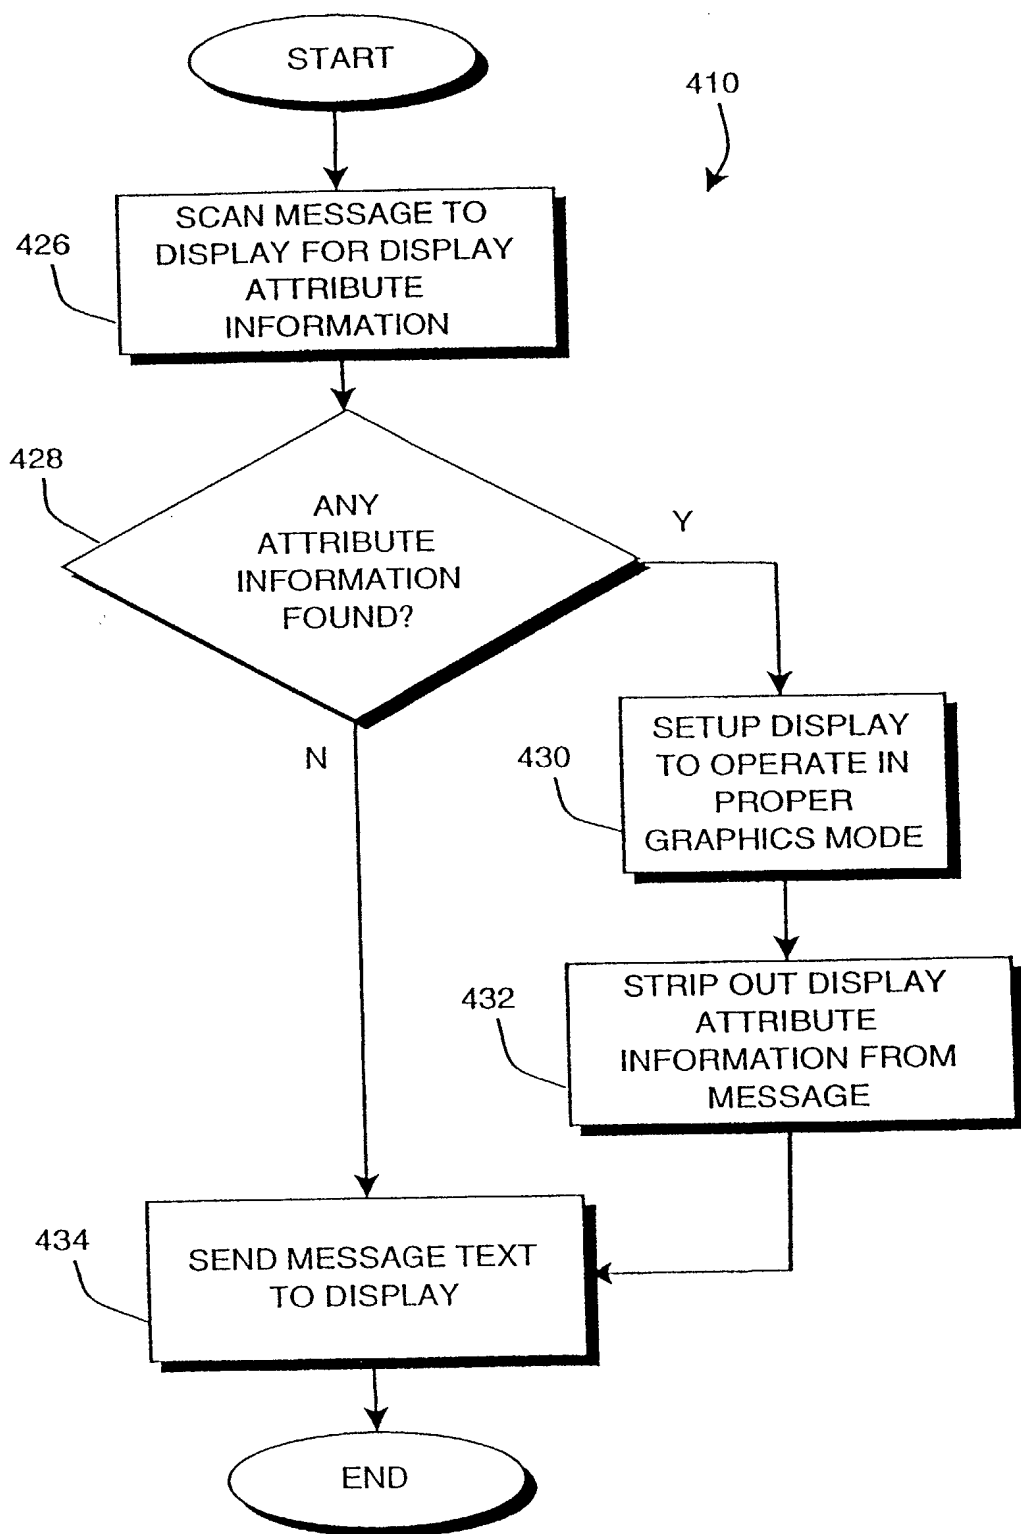 START
410
SCAN MESSAGE TO
DISPLAY FOR DISPLAY
ATTRIBUTE
INFORMATION
426
428
ANY
ATTRIBUTE
INFORMATION
FOUND?
Y
N
SETUP DISPLAY
TO OPERATE IN
PROPER
GRAPHICS MODE
430
STRIP OUT DISPLAY
ATTRIBUTE
INFORMATION FROM
MESSAGE
432
434
SEND MESSAGE TEXT
TO DISPLAY
END